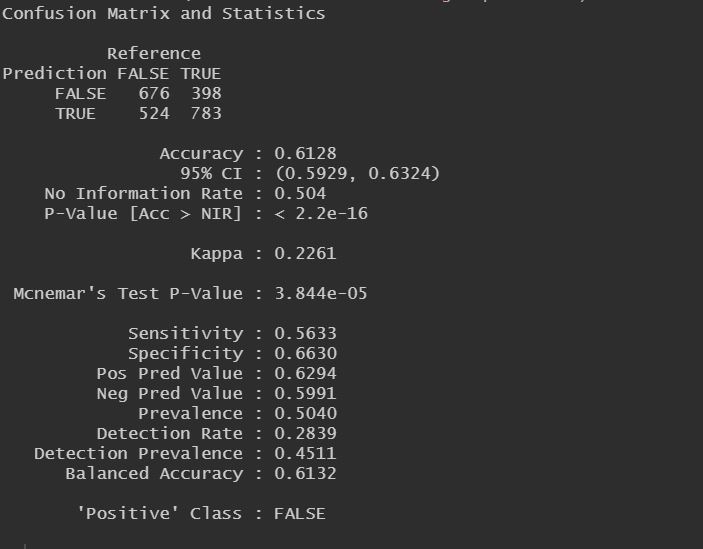 Confusion Matrix and Statistics
Reference
Prediction FALSE TRUE
FALSE 676 398
TRUE 524 783
Accuracy : 0.6128
95% CI : (0.5929, 0.6324)
No Information Rate : 0.504
P-Value [Acc > NIR] : < 2.2e-16
Kappa : 0.2261
Mcnemar's Test P-Value : 3.844e-05
Sensitivity : 0.5633
Specificity : 0.6630
Pos Pred Value : 0.6294
Neg Pred Value : 0.5991
Prevalence : 0.5040
Detection Rate : 0.2839
Detection Prevalence : 0.4511
Balanced Accuracy : 0.6132
'Positive' Class : FALSE